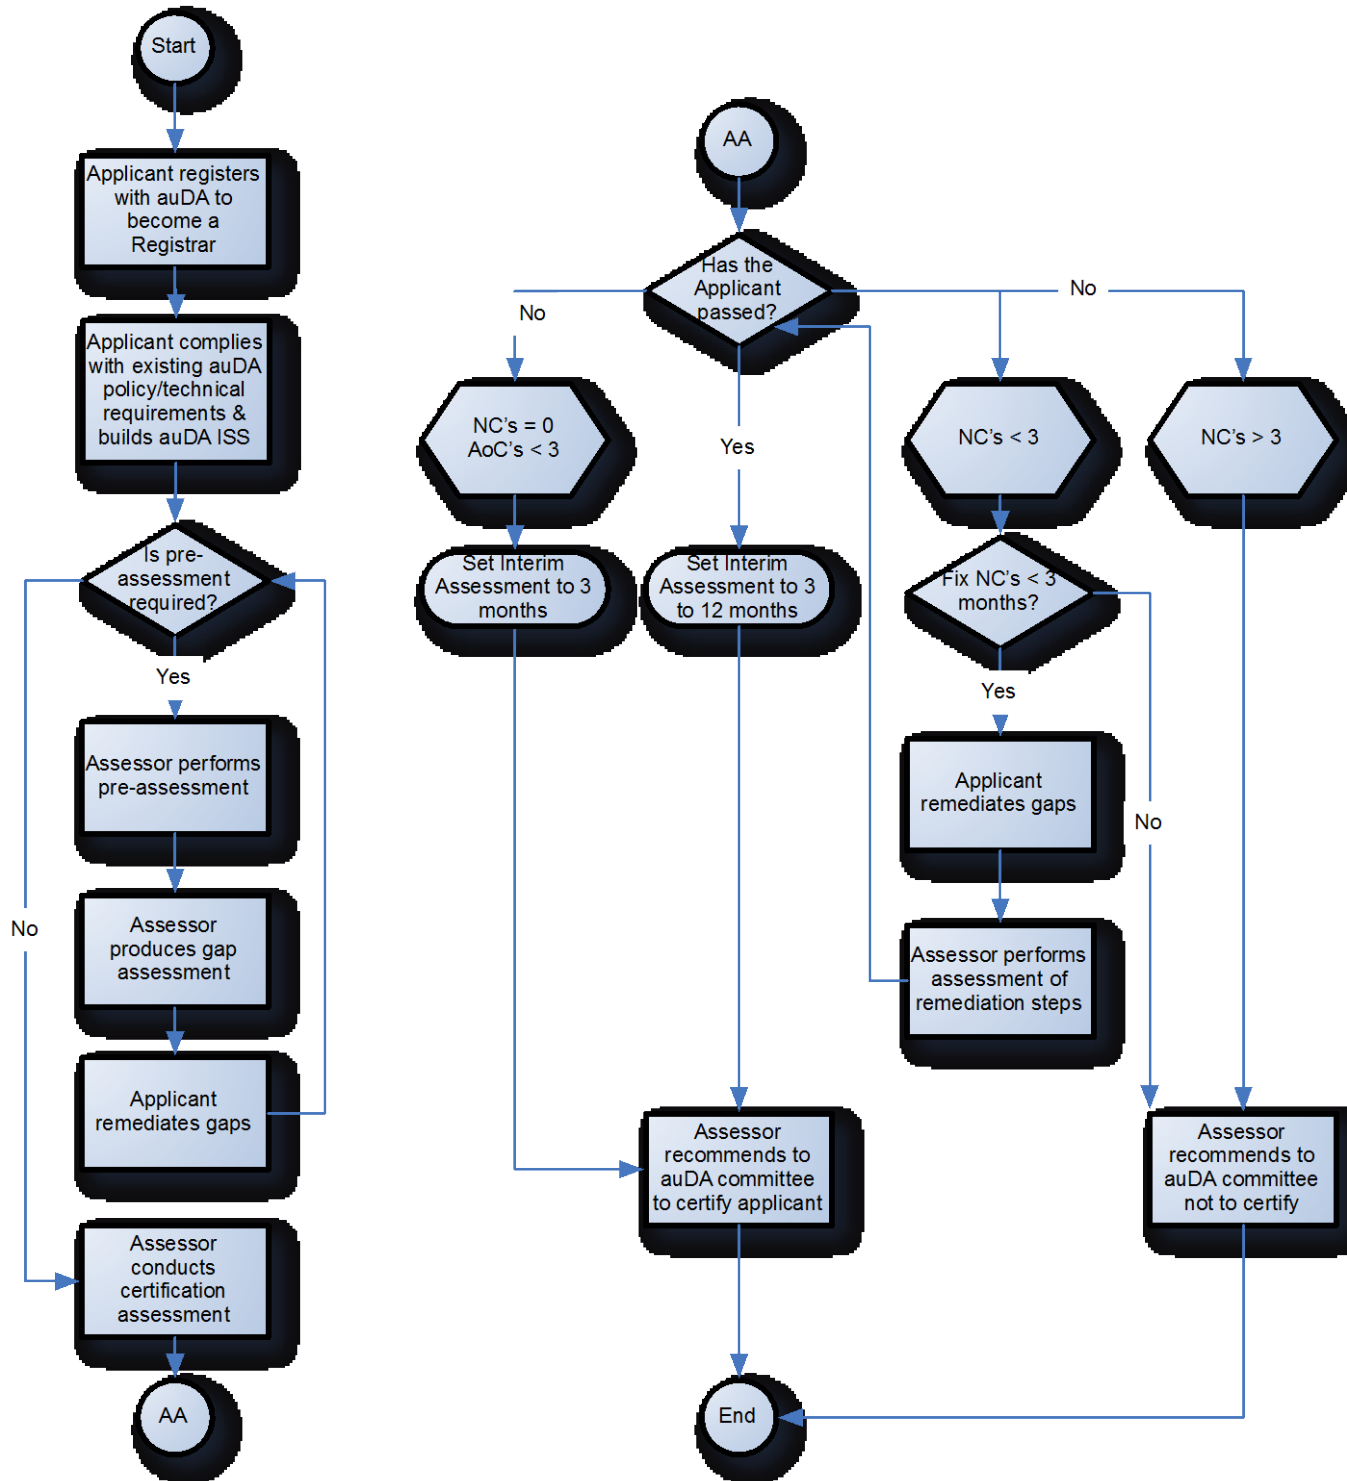 Start
Applicant registers
with auDA to
become a
Registrar
Applicant complies
with existing auDA
policy/technical
requirements &
builds auDA ISS
Is pre-
assessment
required?
Yes
No
Assessor performs
pre-assessment
Assessor
produces gap
assessment
Applicant
remediates gaps
Assessor
conducts
certification
assessment
AA
AA
Has the
Applicant
passed?
No
Yes
No
NC's = 0
AoC's < 3
NC's < 3
NC's > 3
Set Interim
Assessment to 3
months
Set Interim
Assessment to 3
to 12 months
Fix NC's < 3
months?
Yes
No
Applicant
remediates gaps
Assessor performs
assessment of
remediation steps
Assessor
recommends to
auDA committee
to certify applicant
Assessor
recommends to
auDA committee
not to certify
End